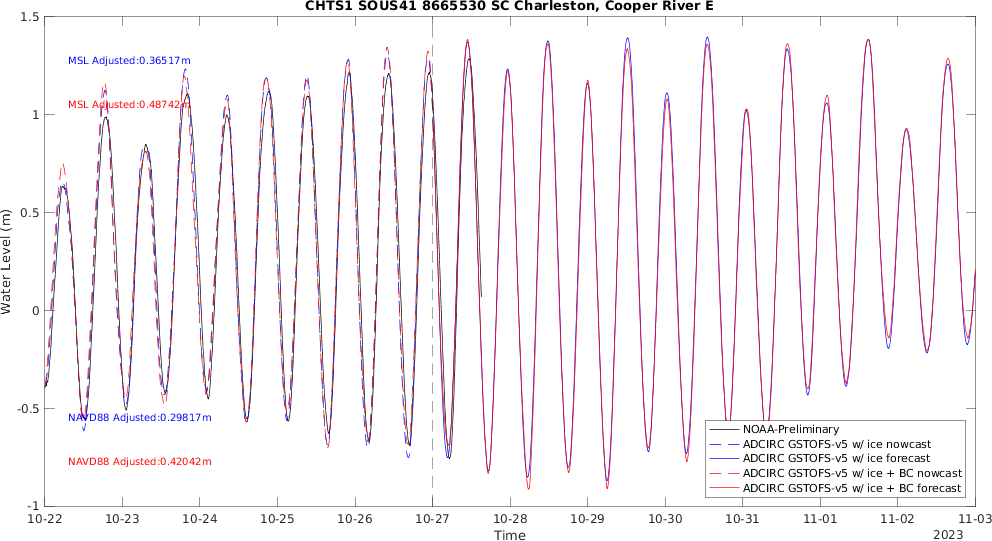 CHTS1 SOUS41 8665530 SC Charleston, Cooper River E
1.5
1
0.5
0
-0.5
-1
Water Level (m)
MSL Adjusted:0.36517m
MSL Adjusted:0.48742m
NAVD88 Adjusted:0.29817m
NAVD88 Adjusted:0.42042m
NOAA-Preliminary
ADCIRC GSTOFS-v5 w/ ice nowcast
ADCIRC GSTOFS-v5 w/ ice forecast
ADCIRC GSTOFS-v5 w/ ice + BC nowcast
ADCIRC GSTOFS-v5 w/ ice + BC forecast
10-22 10-23 10-24 10-25 10-26 10-27 10-28 10-29 10-30 10-31 11-01 11-02 11-03
Time
2023